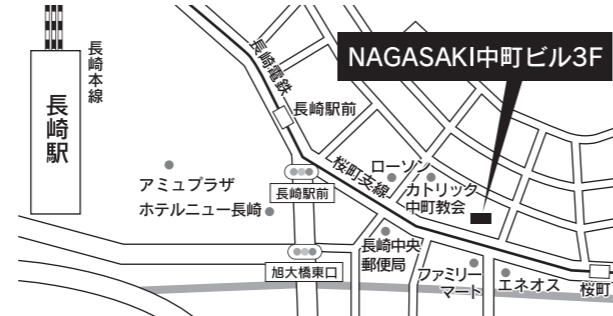 長崎本線
NAGASAKI中町ビル3F
長崎駅
長崎電鉄
長崎駅前
桜町支線
ローソン
アミュプラザ
カトリック
中町教会
長崎駅前
ホテルニュー長崎
長崎中央
郵便局
旭大橋東口
ファミリー
マート
エネオス
桜町